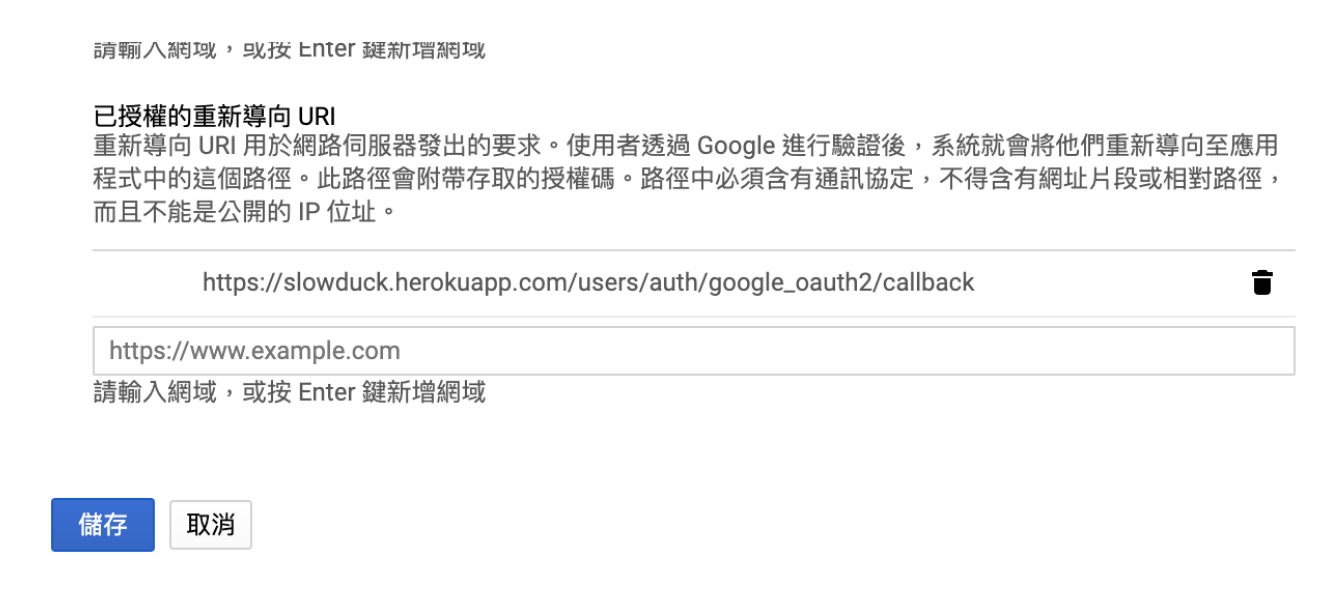 請輸入網域，或按 Enter 鍵新增網域
已授權的重新導向 URI
重新導向 URI 用於網路伺服器發出的要求。使用者透過 Google 進行驗證後，系統就會將他們重新導向至應用
程式中的這個路徑。此路徑會附帶存取的授權碼。路徑中必須含有通訊協定，不得含有網址片段或相對路徑，
而且不能是公開的 IP 位址。
https://slowduck.herokuapp.com/users/auth/google_oauth2/callback
https://www.example.com
請輸入網域，或按 Enter 鍵新增網域
儲存 取消